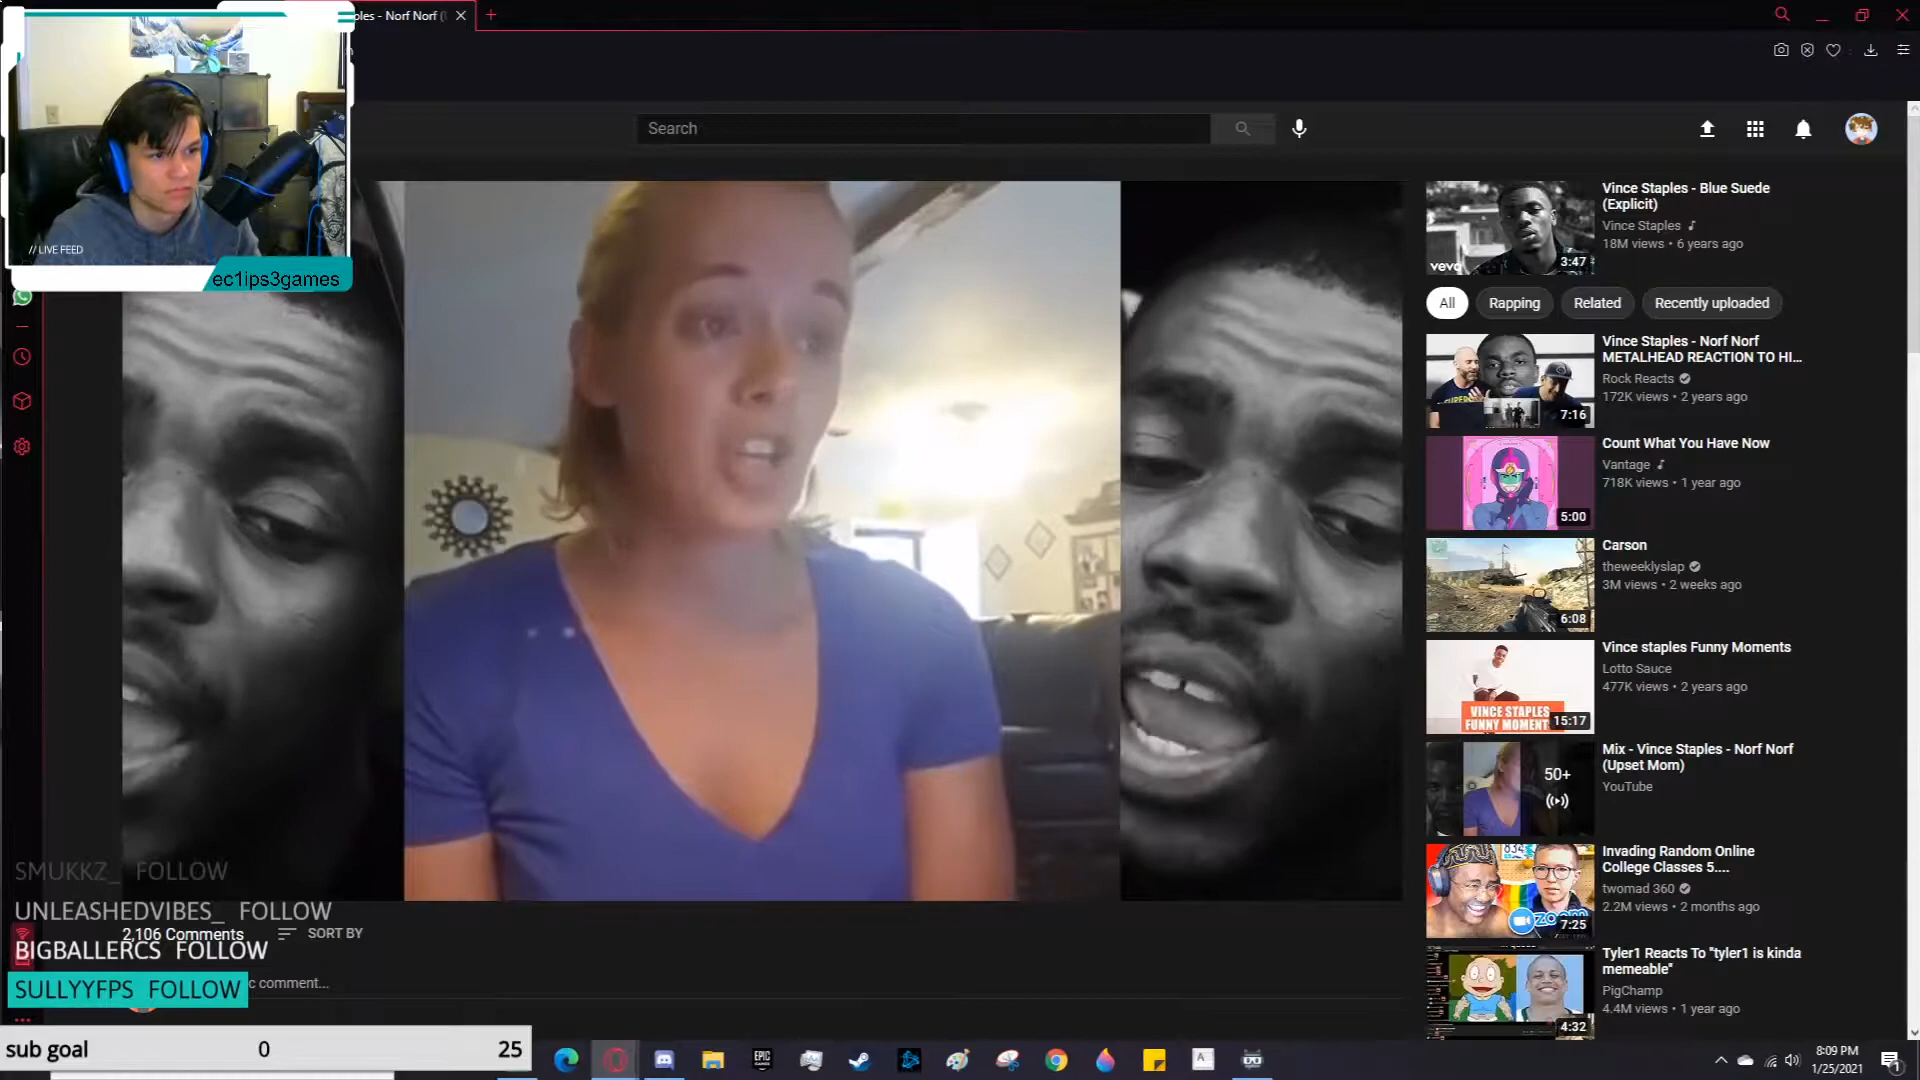 ples - Norf Norf (
Search
// LIVE FEED
ec1ips3games
Vince Staples - Blue Suede
(Explicit)
Vince Staples
18M views • 6 years ago
vevo
3:47
All
Rapping
Related
Recently uploaded
Vince Staples - Norf Norf
METALHEAD REACTION TO HI...
Rock Reacts
172K views • 2 years ago
7:16
Count What You Have Now
Vantage
718K views • 1 year ago
5:00
Carson
theweeklyslap
3M views • 2 weeks ago
6:08
Vince staples Funny Moments
Lotto Sauce
477K views • 2 years ago
VINCE STAPLES
FUNNY MOMENT
15:17
Mix - Vince Staples - Norf Norf
(Upset Mom)
YouTube
50+
Invading Random Online
College Classes 5....
twomad 360
2.2M views • 2 months ago
ZOOM
7:25
Tyler1 Reacts To "tyler1 is kinda
memeable"
PigChamp
4.4M views • 1 year ago
4:32
SMUKKZ_ FOLLOW
UNLEASHEDVIBES_ FOLLOW
2,106 Comments
SORT BY
BIGBALLERCS FOLLOW
SULLYYFPS FOLLOW
c comment...
sub goal
0
25
EPIC
GAMES
8:09 PM
1/25/2021
1